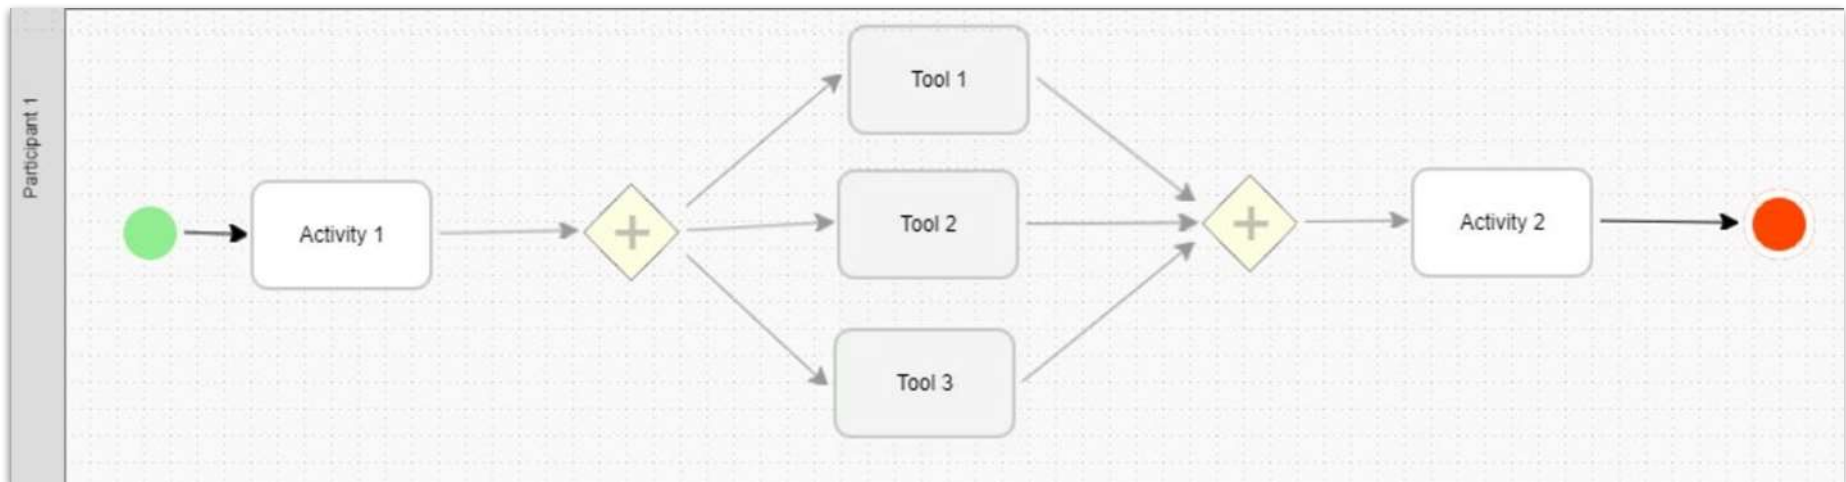 Participant 1
Activity 1
Tool 1
Tool 2
Tool 3
Activity 2